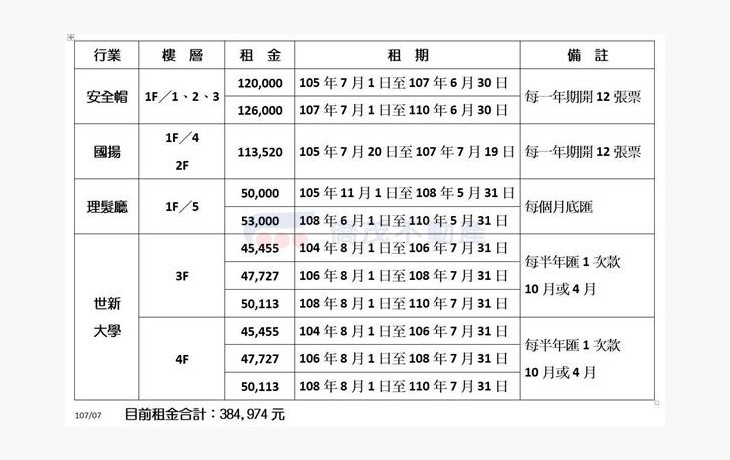 行業 樓 層 租 金 租 期 備 註
安全帽 1F／1、2、3 120,000 105 年 7 月 1 日至 107 年 6 月 30 日 每一年期開 12 張票
126,000 107 年 7 月 1 日至 110 年 6 月 30 日
國揚 1F／4 2F 113,520 105 年 7 月 20 日至 107 年 7 月 19 日 每一年期開 12 張票
理髮廳 1F／5 50,000 105 年 11 月 1 日至 108 年 5 月 31 日 每個月底匯
53,000 108 年 6 月 1 日至 110 年 5 月 31 日
世新大學 3F 45,455 104 年 8 月 1 日至 106 年 7 月 31 日 每半年匯 1 次款
47,727 106 年 8 月 1 日至 108 年 7 月 31 日 10 月或 4 月
50,113 108 年 8 月 1 日至 110 年 7 月 31 日
4F 45,455 104 年 8 月 1 日至 106 年 7 月 31 日 每半年匯 1 次款
47,727 106 年 8 月 1 日至 108 年 7 月 31 日 10 月或 4 月
50,113 108 年 8 月 1 日至 110 年 7 月 31 日
107/07 目前租金合計：384,974 元